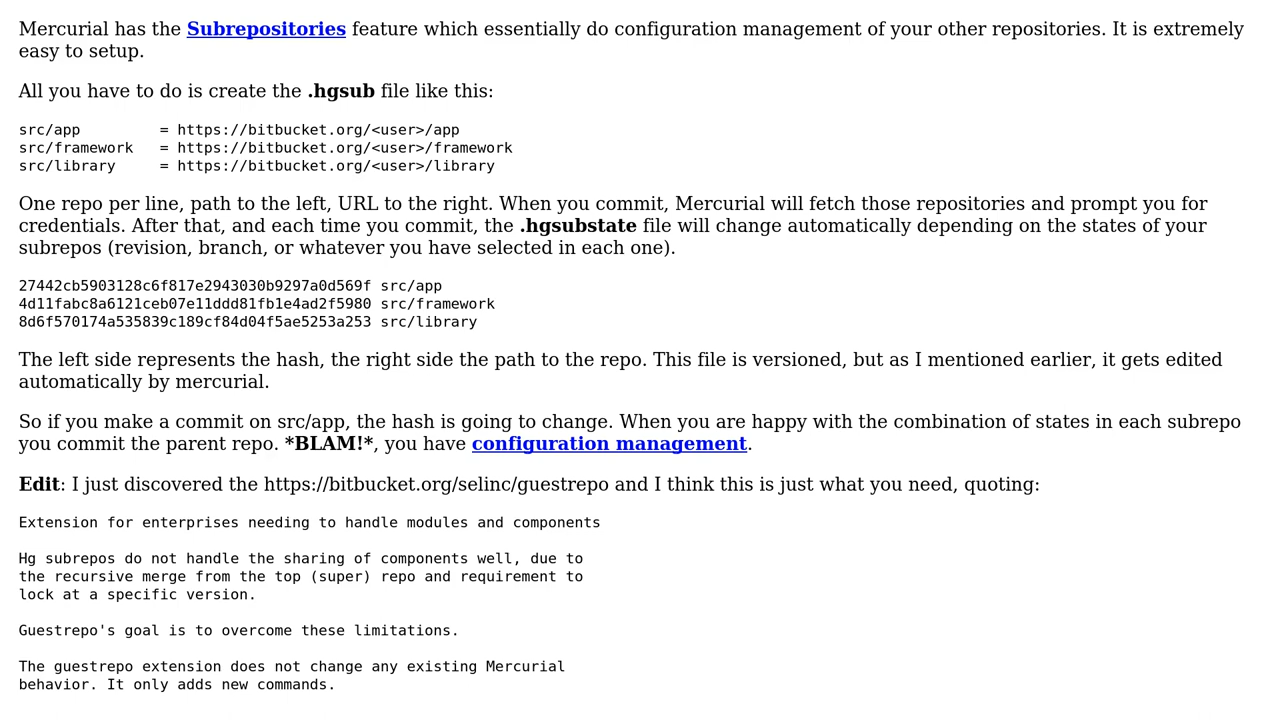 Mercurial has the Subrepositories feature which essentially do configuration management of your other repositories. It is extremely
easy to setup.
All you have to do is create the .hgsub file like this:
src/app         = https://bitbucket.org/<user>/app
src/framework   = https://bitbucket.org/<user>/framework
src/library     = https://bitbucket.org/<user>/library
One repo per line, path to the left, URL to the right. When you commit, Mercurial will fetch those repositories and prompt you for
credentials. After that, and each time you commit, the .hgsubstate file will change automatically depending on the states of your
subrepos (revision, branch, or whatever you have selected in each one).
27442cb5903128c6f817e2943030b9297a0d569f src/app
4d11fabc8a6121ceb07e11ddd81fb1e4ad2f5980 src/framework
8d6f570174a535839c189cf84d04f5ae5253a253 src/library
The left side represents the hash, the right side the path to the repo. This file is versioned, but as I mentioned earlier, it gets edited
automatically by mercurial.
So if you make a commit on src/app, the hash is going to change. When you are happy with the combination of states in each subrepo
you commit the parent repo. *BLAM!*, you have configuration management.
Edit: I just discovered the https://bitbucket.org/selinc/guestrepo and I think this is just what you need, quoting:
Extension for enterprises needing to handle modules and components
Hg subrepos do not handle the sharing of components well, due to
the recursive merge from the top (super) repo and requirement to
lock at a specific version.
Guestrepo's goal is to overcome these limitations.
The guestrepo extension does not change any existing Mercurial
behavior. It only adds new commands.